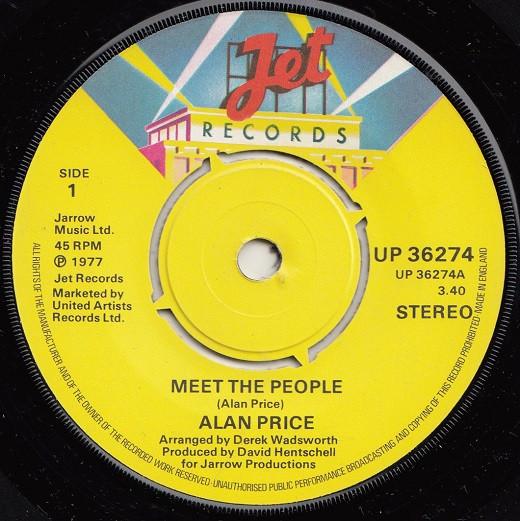 Jet
RECORDS
SIDE
1
Jarrow
Music Ltd.
45 RPM
Ⓟ 1977
Jet Records
Marketed by
United Artists
Records Ltd.
UP 36274
UP 36274A
3.40
STEREO
MEET THE PEOPLE
(Alan Price)
ALAN PRICE
Arranged by Derek Wadsworth
Produced by David Hentschell
for Jarrow Productions
ALL RIGHTS OF THE MANUFACTURER AND OF THE OWNER OF THE RECORDED WORK RESERVED·UNAUTHORISED PUBLIC PERFORMANCE BROADCASTING AND COPYING OF THIS RECORD PROHIBITED·MADE IN ENGLAND